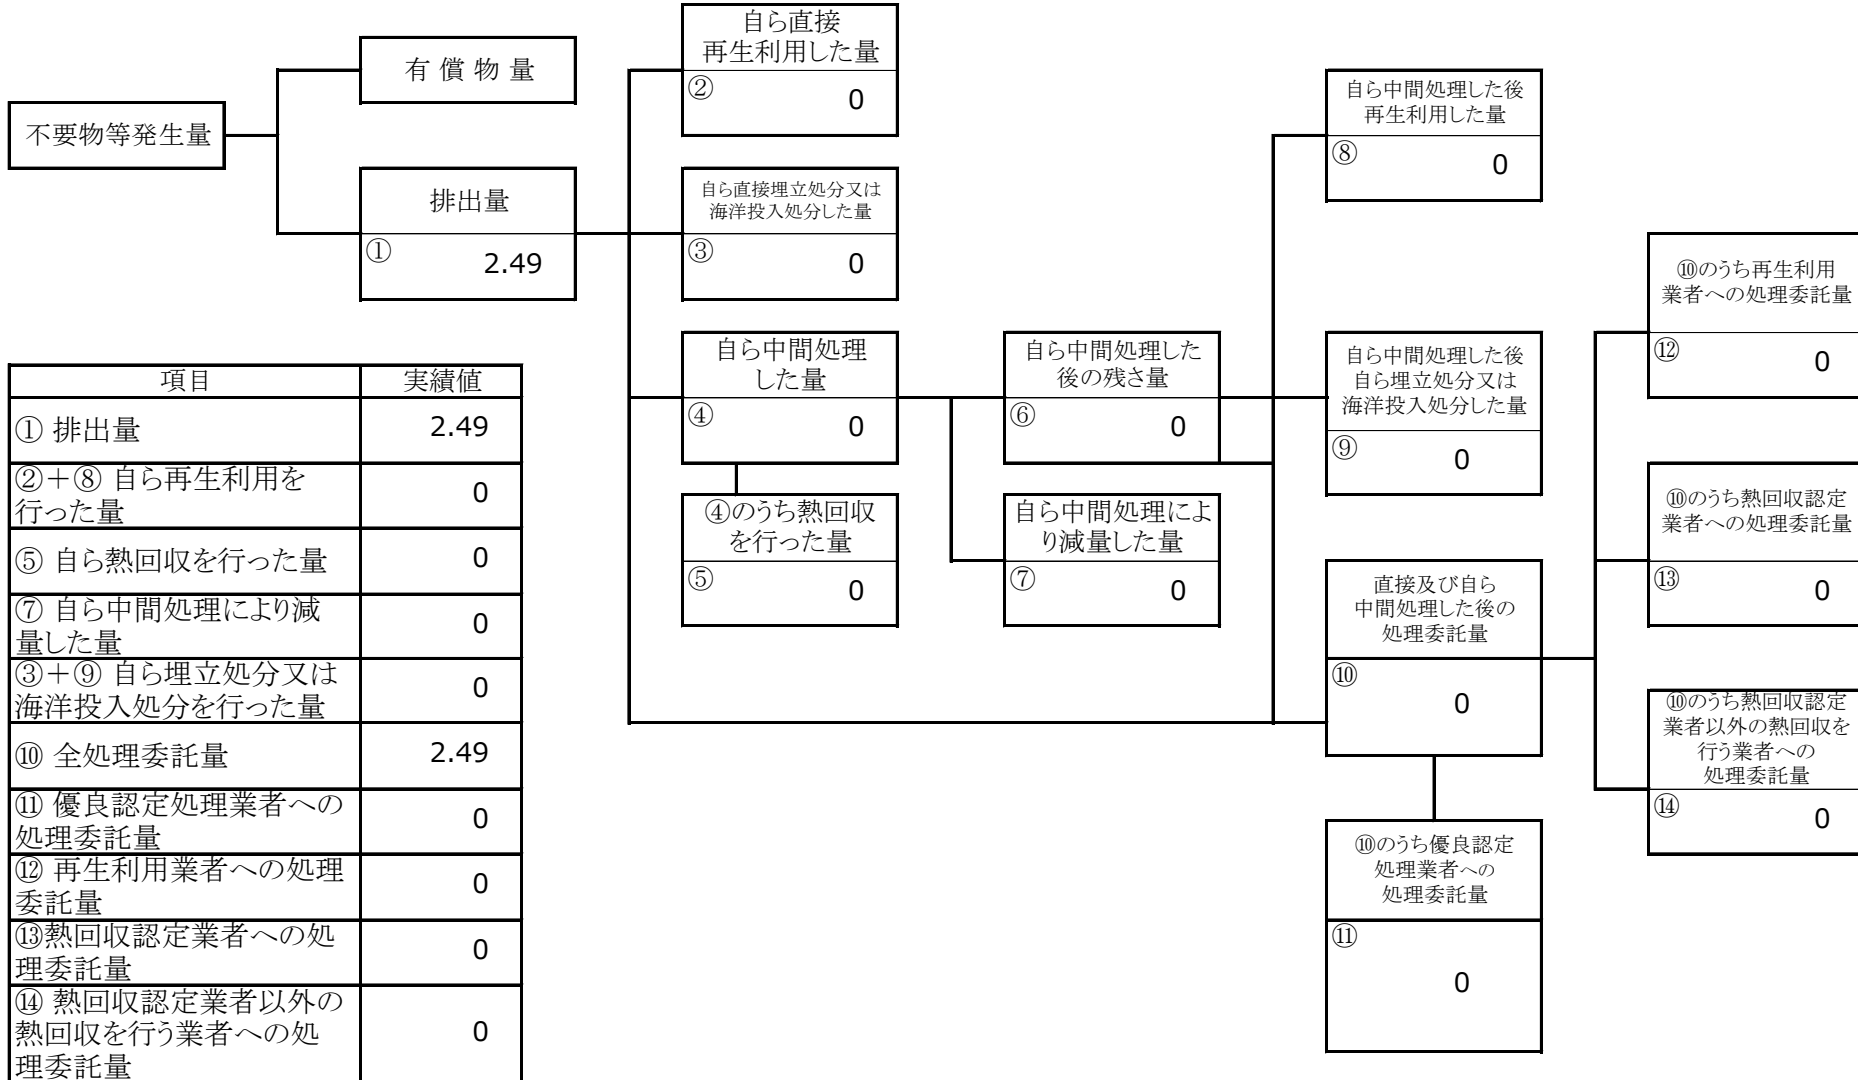 不要物等発生量
有 償 物 量
排出量
①
2.49
自ら直接
再生利用した量
②
0
自ら直接埋立処分又は
海洋投入処分した量
③
0
自ら中間処理
した量
④
0
④のうち熱回収
を行った量
⑤
0
自ら中間処理した
後の残さ量
⑥
0
自ら中間処理によ
り減量した量
⑦
0
自ら中間処理した後
再生利用した量
⑧
0
自ら中間処理した後
自ら埋立処分又は
海洋投入処分した量
⑨
0
直接及び自ら
中間処理した後の
処理委託量
⑩
0
⑩のうち優良認定
処理業者への
処理委託量
⑪
0
⑩のうち再生利用
業者への処理委託量
⑫
0
⑩のうち熱回収認定
業者への処理委託量
⑬
0
⑩のうち熱回収認定
業者以外の熱回収を
行う業者への
処理委託量
⑭
0
項目 実績値
① 排出量 2.49
②＋⑧ 自ら再生利用を
行った量 0
⑤ 自ら熱回収を行った量 0
⑦ 自ら中間処理により減
量した量 0
③＋⑨ 自ら埋立処分又は
海洋投入処分を行った量 0
⑩ 全処理委託量 2.49
⑪ 優良認定処理業者への
処理委託量 0
⑫ 再生利用業者への処理
委託量 0
⑬熱回収認定業者への処
理委託量 0
⑭ 熱回収認定業者以外の
熱回収を行う業者への処
理委託量 0